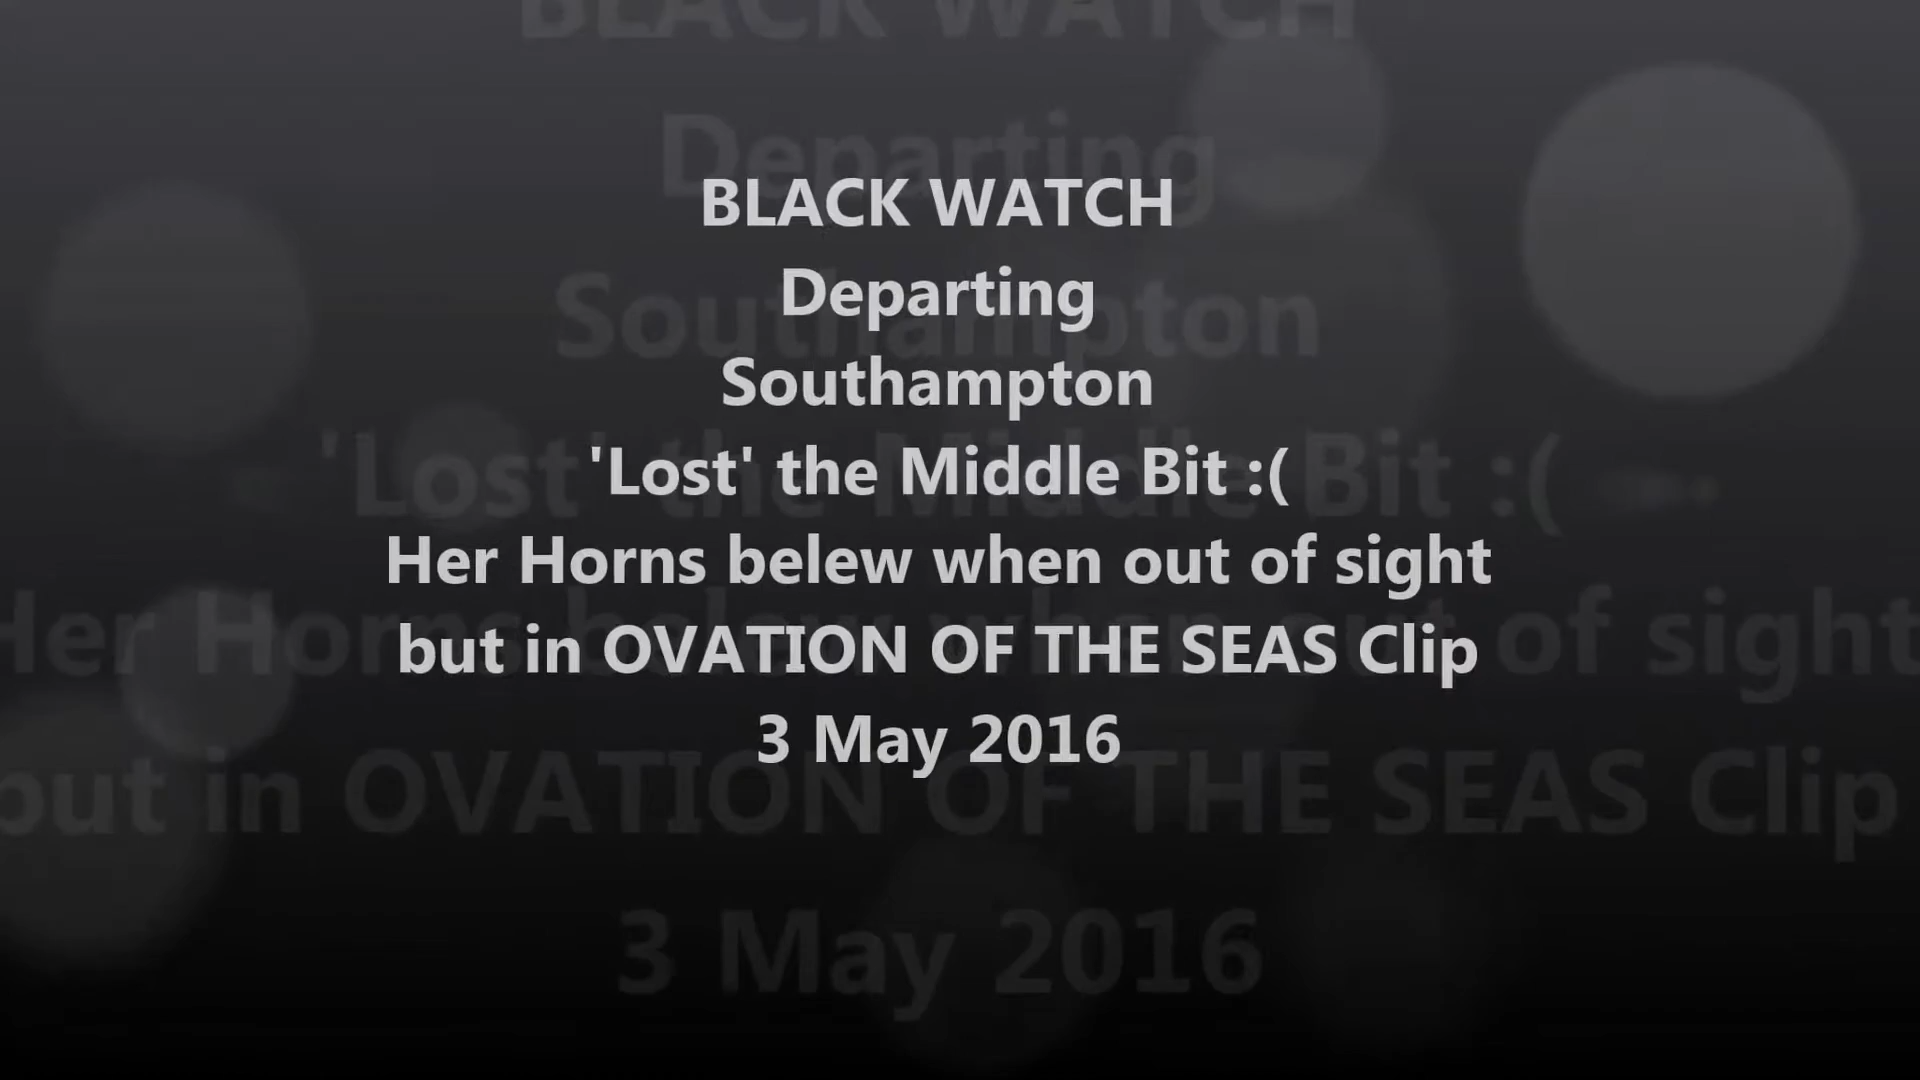 BLACK WATCH
Departing
Southampton
'Lost' the Middle Bit :(
Her Horns belew when out of sight
but in OVATION OF THE SEAS Clip
3 May 2016